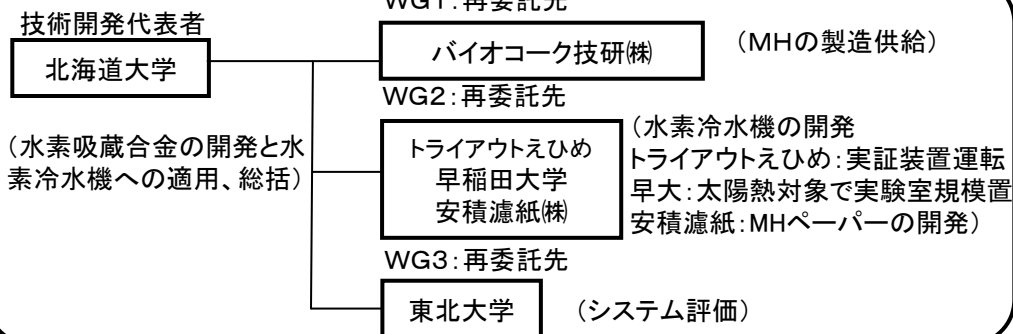 WG1:再委託先
技術開発代表者
北海道大学
バイオコーク技研㈱
(MHの製造供給)
WG2:再委託先
(水素吸蔵合金の開発と水
素冷水機への適用、総括)
トライアウトえひめ
早稲田大学
安積濾紙㈱
(水素冷水機の開発
トライアウトえひめ:実証装置運転
早大:太陽熱対象で実験室規模置
安積濾紙:MHペーパーの開発)
WG3:再委託先
東北大学
(システム評価)